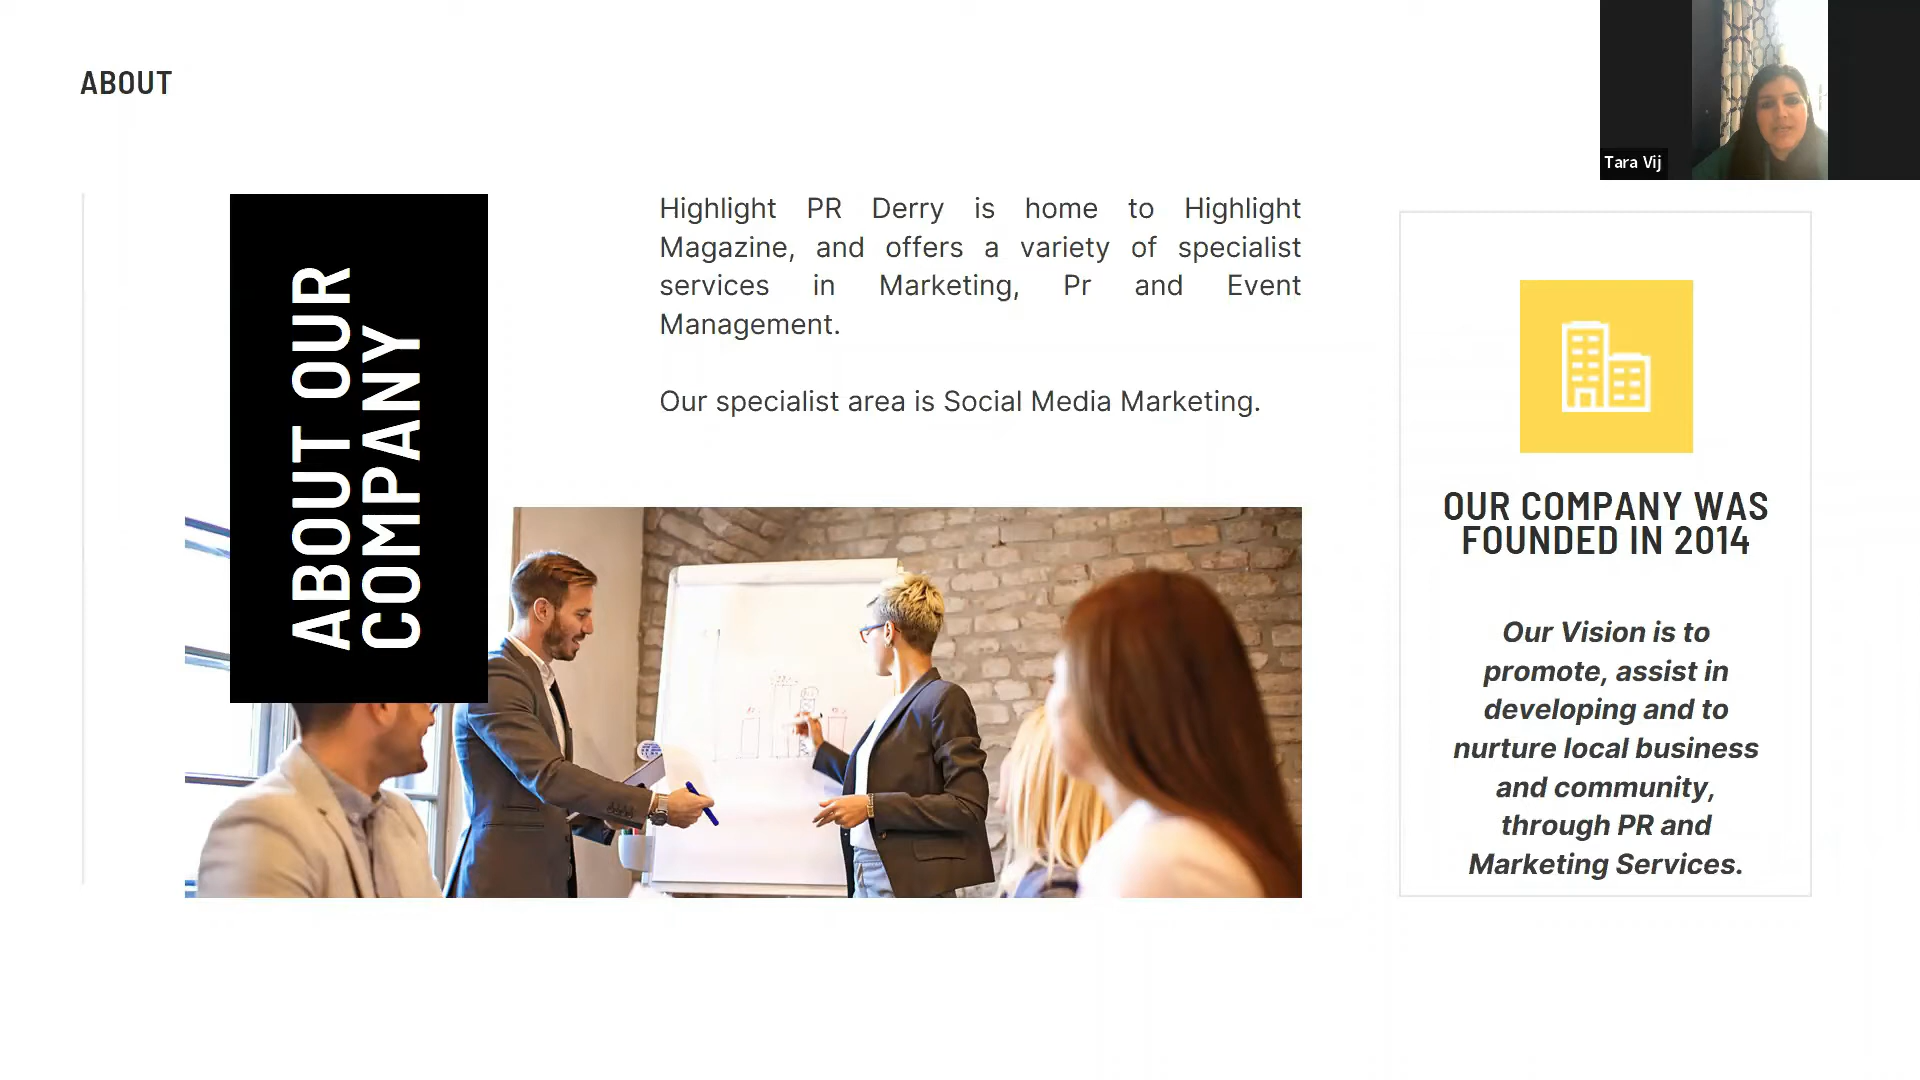 ABOUT
Tara Vij
ABOUT OUR
COMPANY
Highlight PR Derry is home to Highlight
Magazine, and offers a variety of specialist
services in Marketing, Pr and Event
Management.
Our specialist area is Social Media Marketing.
OUR COMPANY WAS
FOUNDED IN 2014
Our Vision is to
promote, assist in
developing and to
nurture local business
and community,
through PR and
Marketing Services.